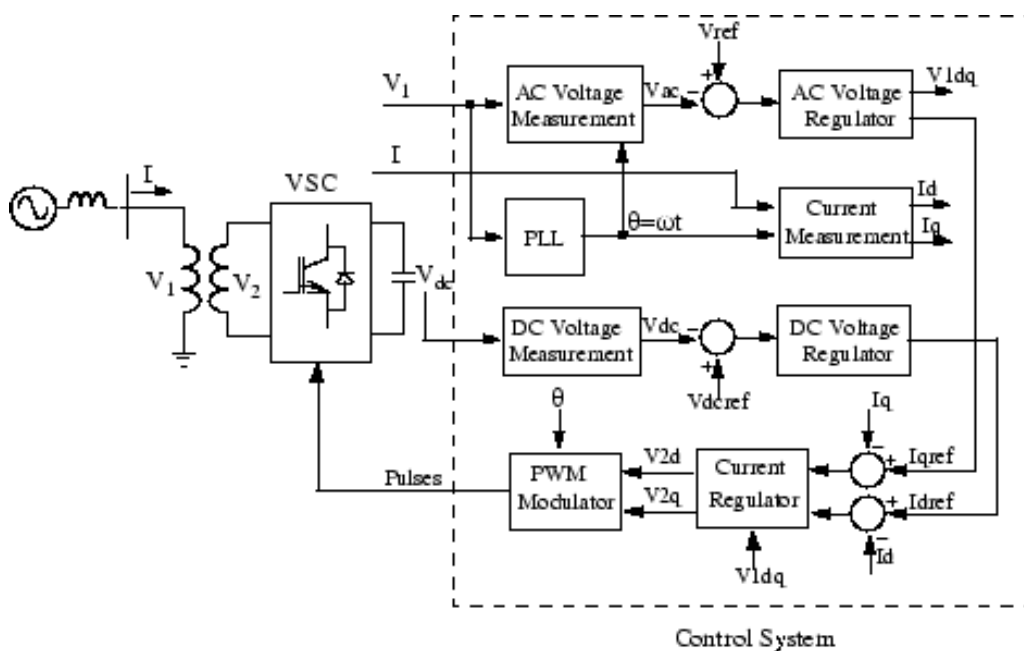 Vref
V1
AC Voltage
Measurement
Vac
+
-
AC Voltage
Regulator
V1dq
I
I
VSC
PLL
θ=ωt
Current
Measurement
Id
Iq
V1
V2
Vdc
DC Voltage
Measurement
Vdc
-
+
DC Voltage
Regulator
Vdcref
θ
Iq
Pulses
PWM
Modulator
V2d
V2q
Current
Regulator
-
+
Iqref
+
Idref
-
Id
V1dq
Control System